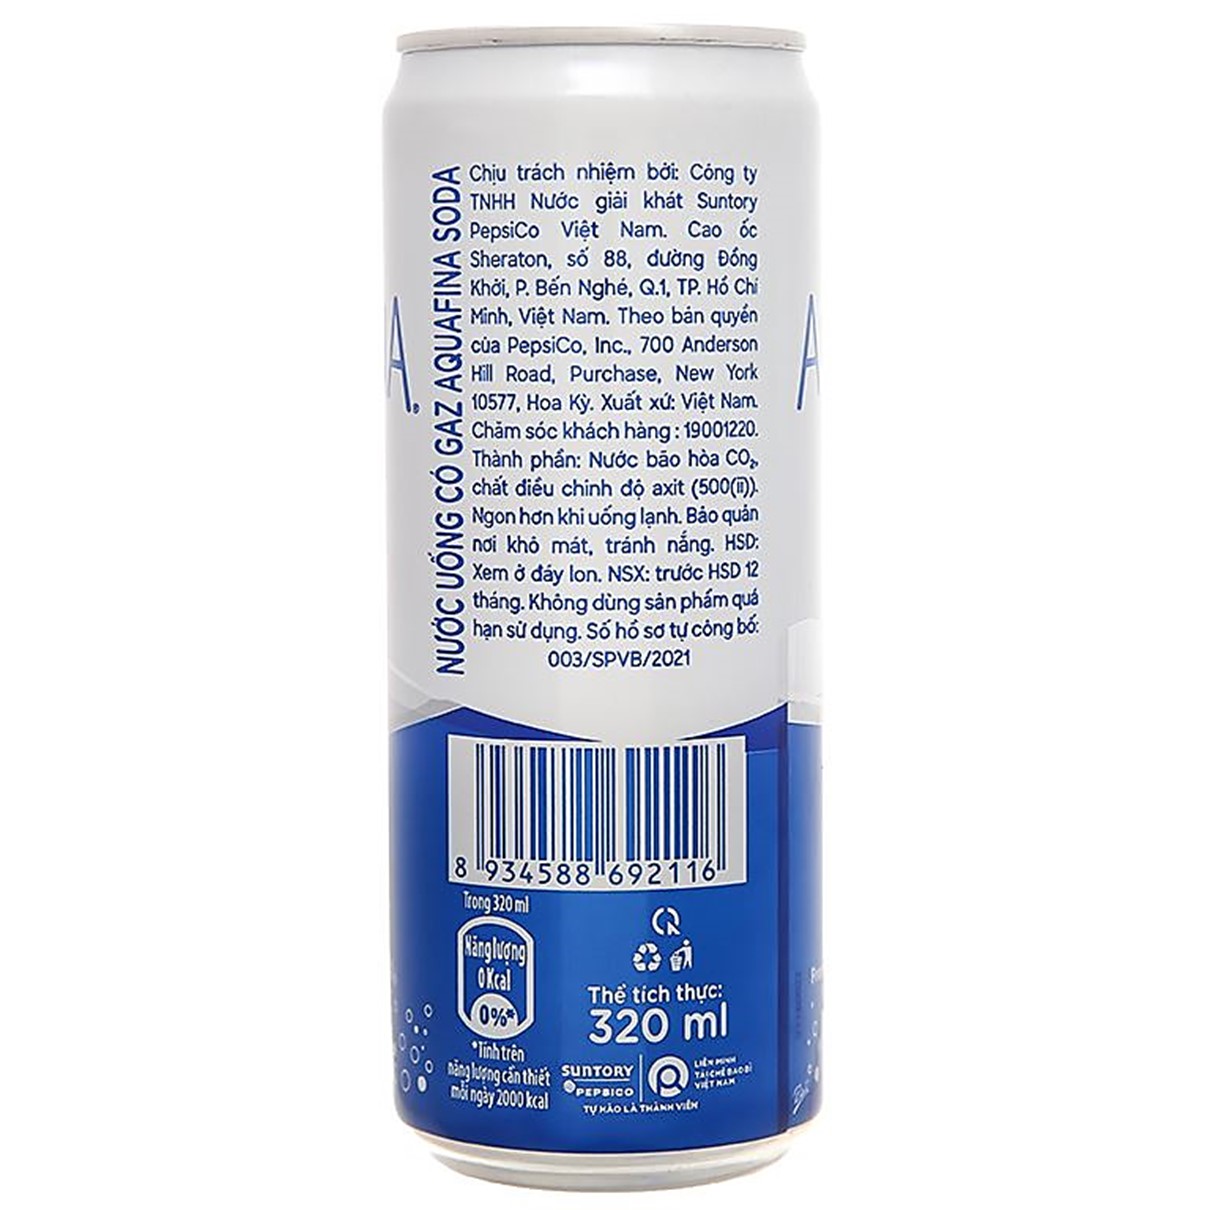 NƯỚC UỐNG CÓ GAZ AQUAFINA SODA
Chịu trách nhiệm bởi: Công ty
TNHH Nước giải khát Suntory
PepsiCo Việt Nam. Cao ốc
Sheraton, số 88, đường Đồng
Khởi, P. Bến Nghé, Q.1, TP. Hồ Chí
Minh, Việt Nam. Theo bản quyền
của PepsiCo, Inc., 700 Anderson
Hill Road, Purchase, New York
10577, Hoa Kỳ. Xuất xứ: Việt Nam.
Chăm sóc khách hàng : 19001220.
Thành phần: Nước bão hòa CO₂,
chất điều chỉnh độ axit (500(ii)).
Ngon hơn khi uống lạnh. Bảo quản
nơi khô mát, tránh nắng. HSD:
Xem ở đáy lon. NSX: trước HSD 12
tháng. Không dùng sản phẩm quá
hạn sử dụng. Số hồ sơ tự công bố:
003/SPVB/2021
A®
A
8 934588 692116
Trong 320 ml
Năng lượng
0 Kcal
0%*
*Tính trên
năng lượng cần thiết
mỗi ngày 2000 kcal
Thể tích thực:
320 ml
SUNTORY
PEPSICO
LIÊN MINH
TÁI CHẾ BAO BÌ
VIỆT NAM
TỰ HÀO LÀ THÀNH VIÊN